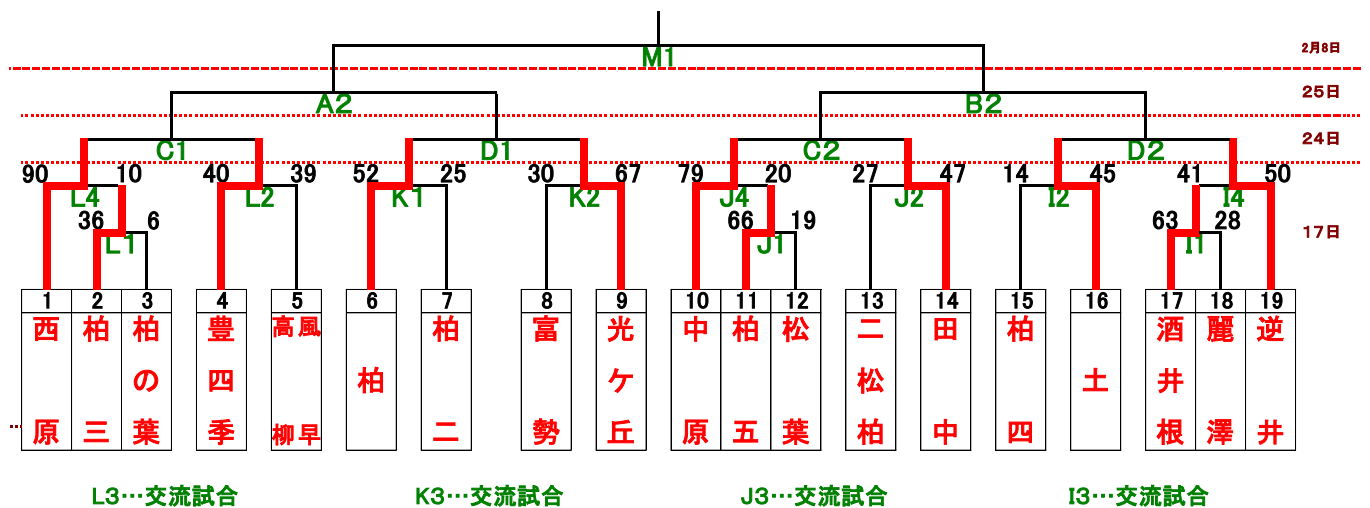 M1
2月8日
A2
B2
25日
C1
D1
C2
D2
24日
90 10 40 39 52 25 30 67 79 20 27 47 14 45 41 50
L4 L2 K1 K2 J4 J2 I2 I4
36 6 66 19 63 28
L1 J1 I1
17日
1 2 3 4 5 6 7 8 9 10 11 12 13 14 15 16 17 18 19
西原
柏三
柏の葉
豊四季
風早
高柳
柏
柏二
富勢
光ケ丘
中原
柏五
松葉
二松柏
田中
柏四
土
酒井根
麗澤
逆井
L3…交流試合
K3…交流試合
J3…交流試合
I3…交流試合